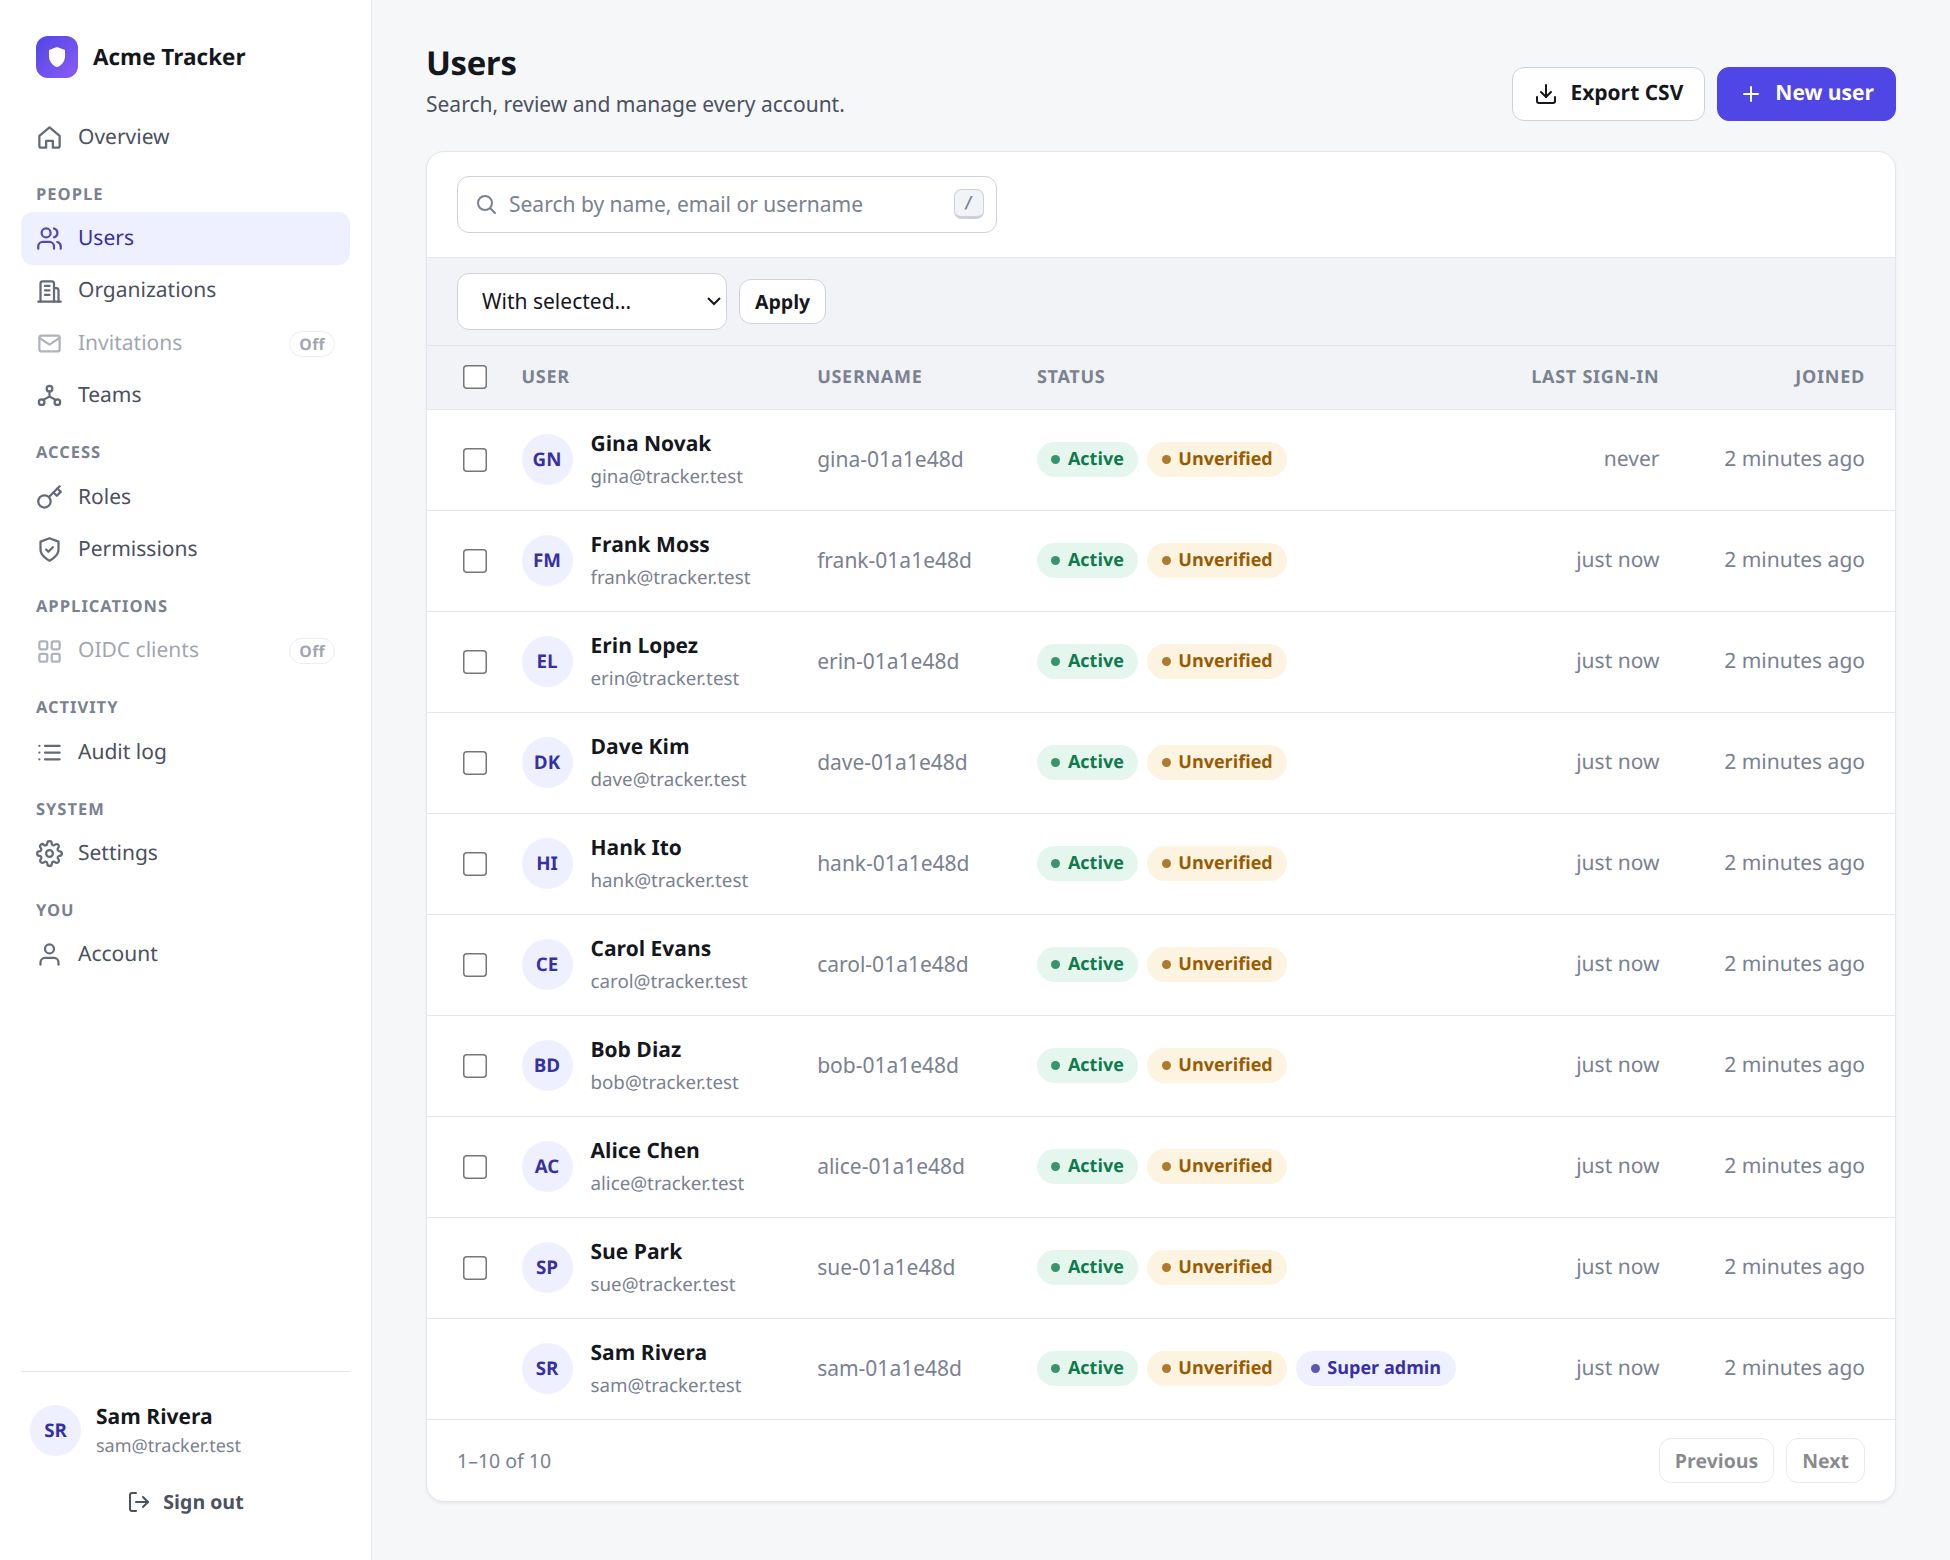 Acme Tracker
Overview
PEOPLE
Users
Organizations
Invitations Off
Teams
ACCESS
Roles
Permissions
APPLICATIONS
OIDC clients Off
ACTIVITY
Audit log
SYSTEM
Settings
YOU
Account
SR Sam Rivera
sam@tracker.test
Sign out
Users
Search, review and manage every account.
Export CSV
New user
Search by name, email or username /
With selected... Apply
USER USERNAME STATUS LAST SIGN-IN JOINED
GN Gina Novak gina@tracker.test gina-01a1e48d Active Unverified never 2 minutes ago
FM Frank Moss frank@tracker.test frank-01a1e48d Active Unverified just now 2 minutes ago
EL Erin Lopez erin@tracker.test erin-01a1e48d Active Unverified just now 2 minutes ago
DK Dave Kim dave@tracker.test dave-01a1e48d Active Unverified just now 2 minutes ago
HI Hank Ito hank@tracker.test hank-01a1e48d Active Unverified just now 2 minutes ago
CE Carol Evans carol@tracker.test carol-01a1e48d Active Unverified just now 2 minutes ago
BD Bob Diaz bob@tracker.test bob-01a1e48d Active Unverified just now 2 minutes ago
AC Alice Chen alice@tracker.test alice-01a1e48d Active Unverified just now 2 minutes ago
SP Sue Park sue@tracker.test sue-01a1e48d Active Unverified just now 2 minutes ago
SR Sam Rivera sam@tracker.test sam-01a1e48d Active Unverified Super admin just now 2 minutes ago
1–10 of 10 Previous Next